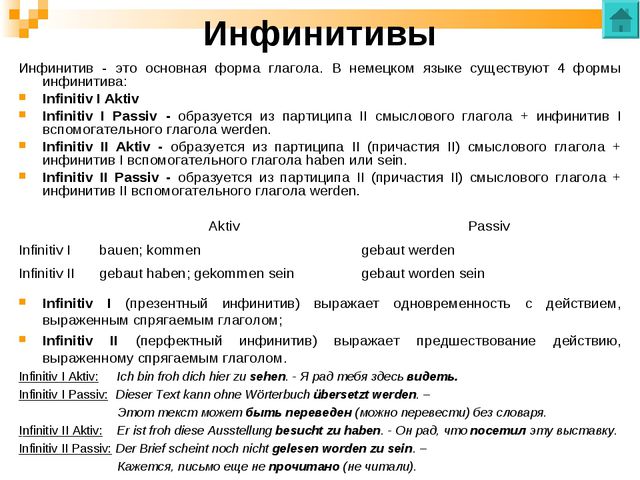 Инфинитивы
Инфинитив - это основная форма глагола. В немецком языке существуют 4 формы
инфинитива:
Infinitiv I Aktiv
Infinitiv I Passiv - образуется из партиципа II смыслового глагола + инфинитив I
вспомогательного глагола werden.
Infinitiv II Aktiv - образуется из партиципа II (причастия II) смыслового глагола +
инфинитив I вспомогательного глагола haben или sein.
Infinitiv II Passiv - образуется из партиципа II (причастия II) смыслового глагола +
инфинитив II вспомогательного глагола werden.
Aktiv Passiv
Infinitiv I bauen; kommen gebaut werden
Infinitiv II gebaut haben; gekommen sein gebaut worden sein
Infinitiv I (презентный инфинитив) выражает одновременность с действием,
выраженным спрягаемым глаголом;
Infinitiv II (перфектный инфинитив) выражает предшествование действию,
выраженному спрягаемым глаголом.
Infinitiv I Aktiv: Ich bin froh dich hier zu sehen. - Я рад тебя здесь видеть.
Infinitiv I Passiv: Dieser Text kann ohne Wörterbuch übersetzt werden. –
Этот текст может быть переведен (можно перевести) без словаря.
Infinitiv II Aktiv: Er ist froh diese Ausstellung besucht zu haben. - Он рад, что посетил эту выставку.
Infinitiv II Passiv: Der Brief scheint noch nicht gelesen worden zu sein. –
Кажется, письмо еще не прочитано (не читали).